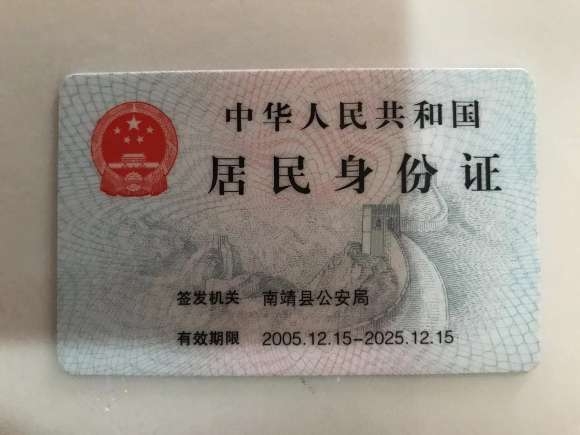 中华人民共和国
居民身份证
签发机关 南靖县公安局
有效期限 2005.12.15-2025.12.15